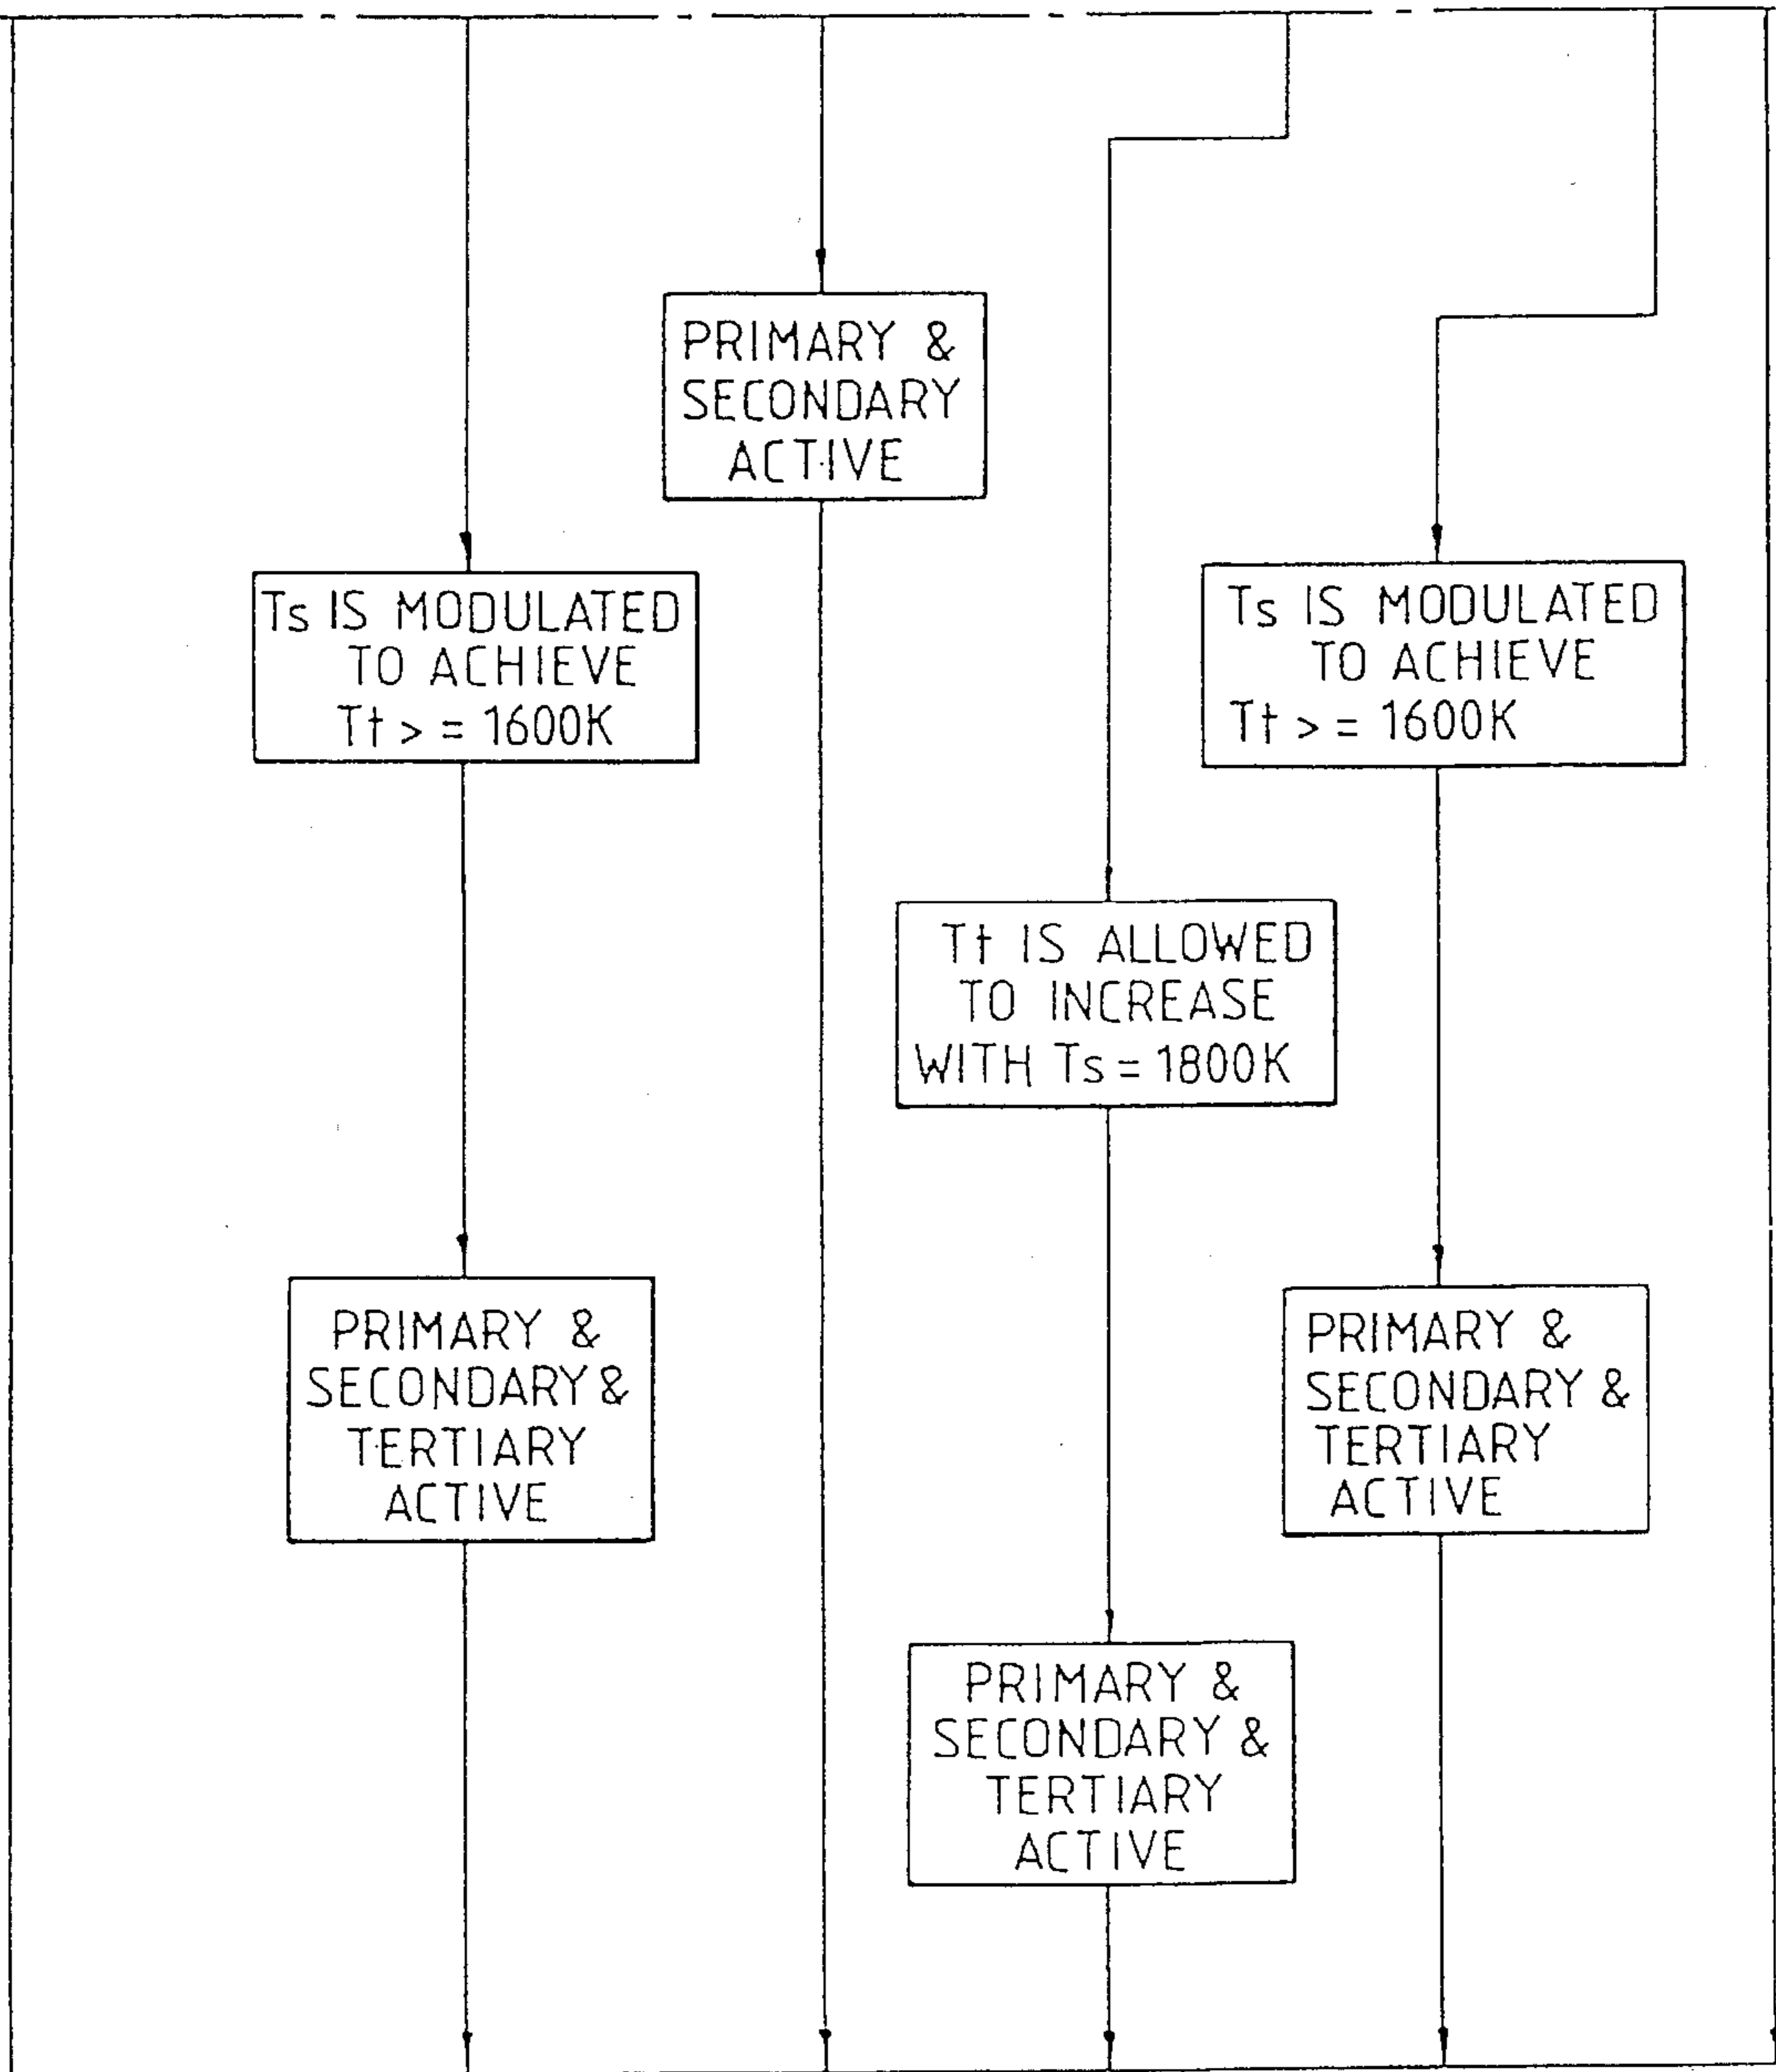 PRIMARY &
SECONDARY
ACTIVE
Ts IS MODULATED
TO ACHIEVE
Tt > = 1600K
Ts IS MODULATED
TO ACHIEVE
Tt > = 1600K
Tt IS ALLOWED
TO INCREASE
WITH Ts = 1800K
PRIMARY &
SECONDARY &
TERTIARY
ACTIVE
PRIMARY &
SECONDARY &
TERTIARY
ACTIVE
PRIMARY &
SECONDARY &
TERTIARY
ACTIVE